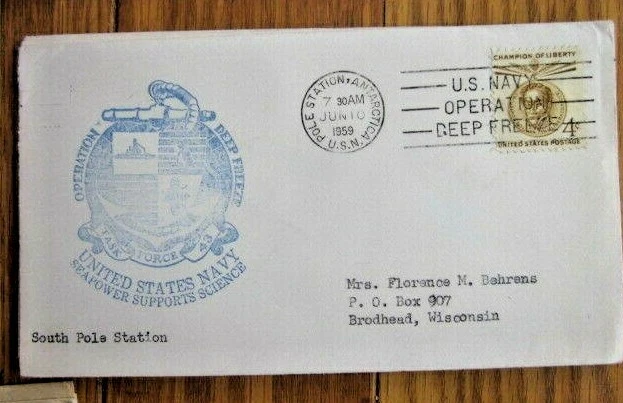 OPERATION DEEP FREEZE
TASK FORCE 43
UNITED STATES NAVY
SEAPOWER SUPPORTS SCIENCE
POLE STATION, ANTARCTICA
7 30AM
JUN 10
1959
U.S.N.
U.S. NAVY
OPERATION
DEEP FREEZE
CHAMPION OF LIBERTY
4¢
UNITED STATES POSTAGE
Mrs. Florence M. Behrens
P. O. Box 907
Brodhead, Wisconsin
South Pole Station